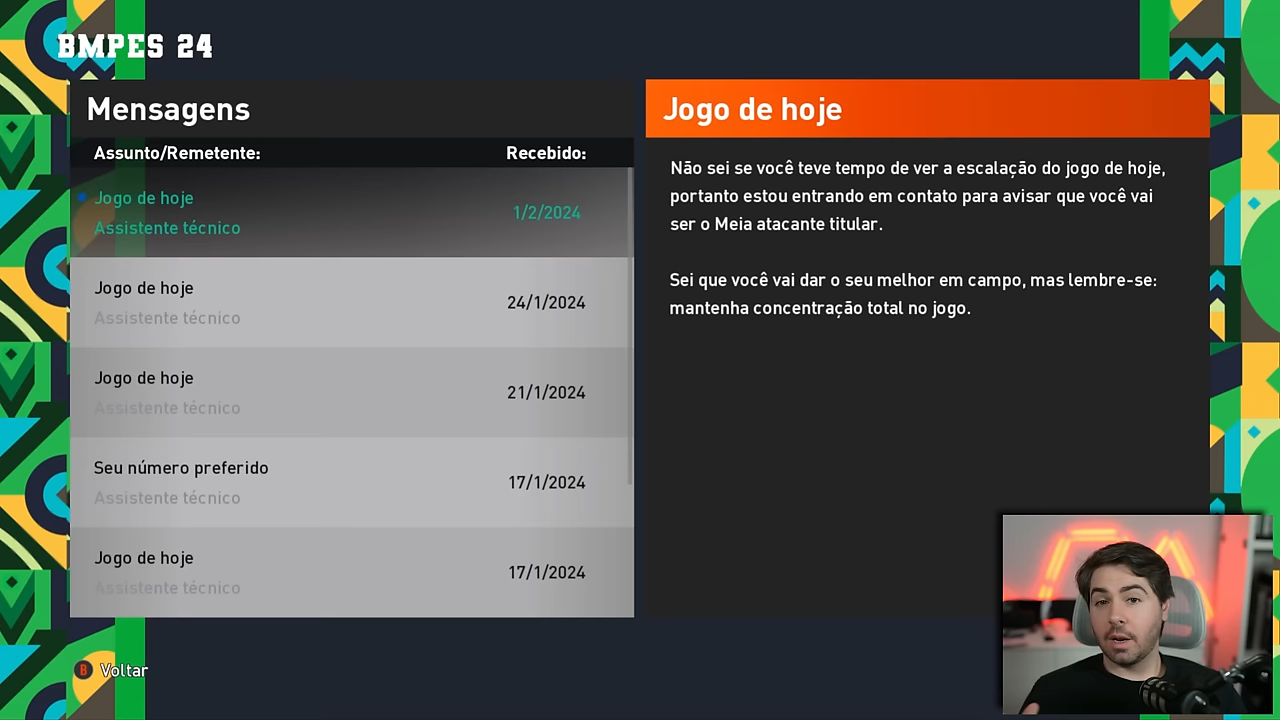 BMPES 24
Mensagens
Assunto/Remetente:
Recebido:
Jogo de hoje
Assistente técnico
1/2/2024
Jogo de hoje
Assistente técnico
24/1/2024
Jogo de hoje
Assistente técnico
21/1/2024
Seu número preferido
Assistente técnico
17/1/2024
Jogo de hoje
Assistente técnico
17/1/2024
Jogo de hoje
Não sei se você teve tempo de ver a escalação do jogo de hoje,
portanto estou entrando em contato para avisar que você vai
ser o Meia atacante titular.
Sei que você vai dar o seu melhor em campo, mas lembre-se:
mantenha concentração total no jogo.
B Voltar